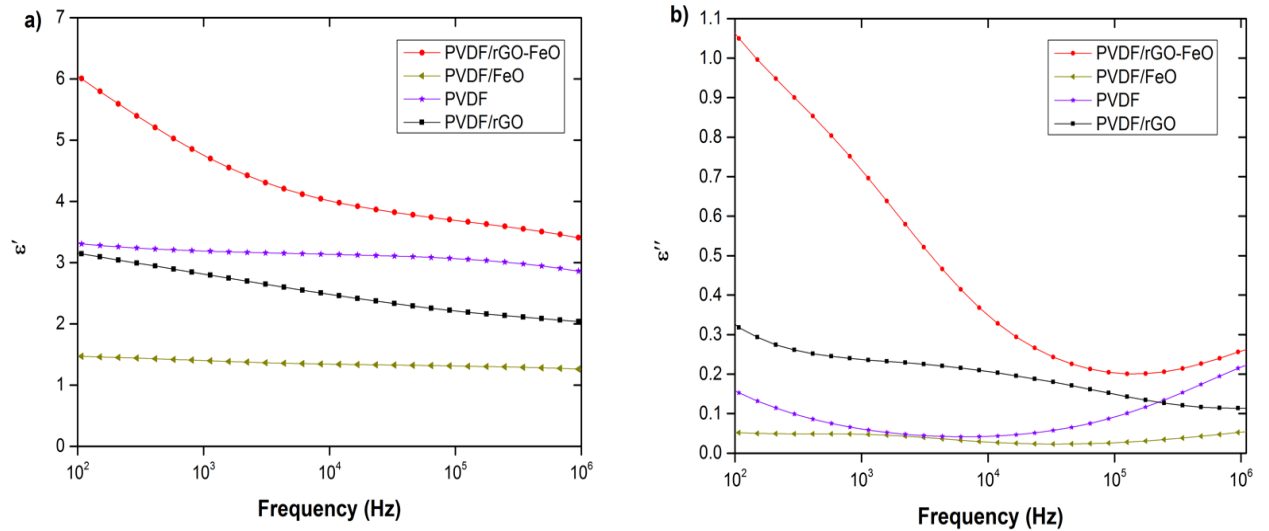 a)
7
6
5
4
3
2
1
0
ε′
PVDF/rGO-FeO
PVDF/FeO
PVDF
PVDF/rGO
10² 10³ 10⁴ 10⁵ 10⁶
Frequency (Hz)
b)
1.1
1.0
0.9
0.8
0.7
0.6
0.5
0.4
0.3
0.2
0.1
0.0
ε′′
PVDF/rGO-FeO
PVDF/FeO
PVDF
PVDF/rGO
10² 10³ 10⁴ 10⁵ 10⁶
Frequency (Hz)